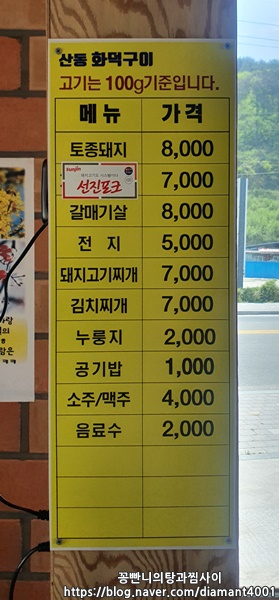 산동 화덕구이
고기는 100g기준입니다.
메뉴 가격
토종돼지 8,000
sunjin
선진포크 7,000
갈매기살 8,000
전 지 5,000
돼지고기찌개 7,000
김치찌개 7,000
누룽지 2,000
공기밥 1,000
소주/맥주 4,000
음료수 2,000
꽁빤니의탕과찜사이
https://blog.naver.com/diamant4001